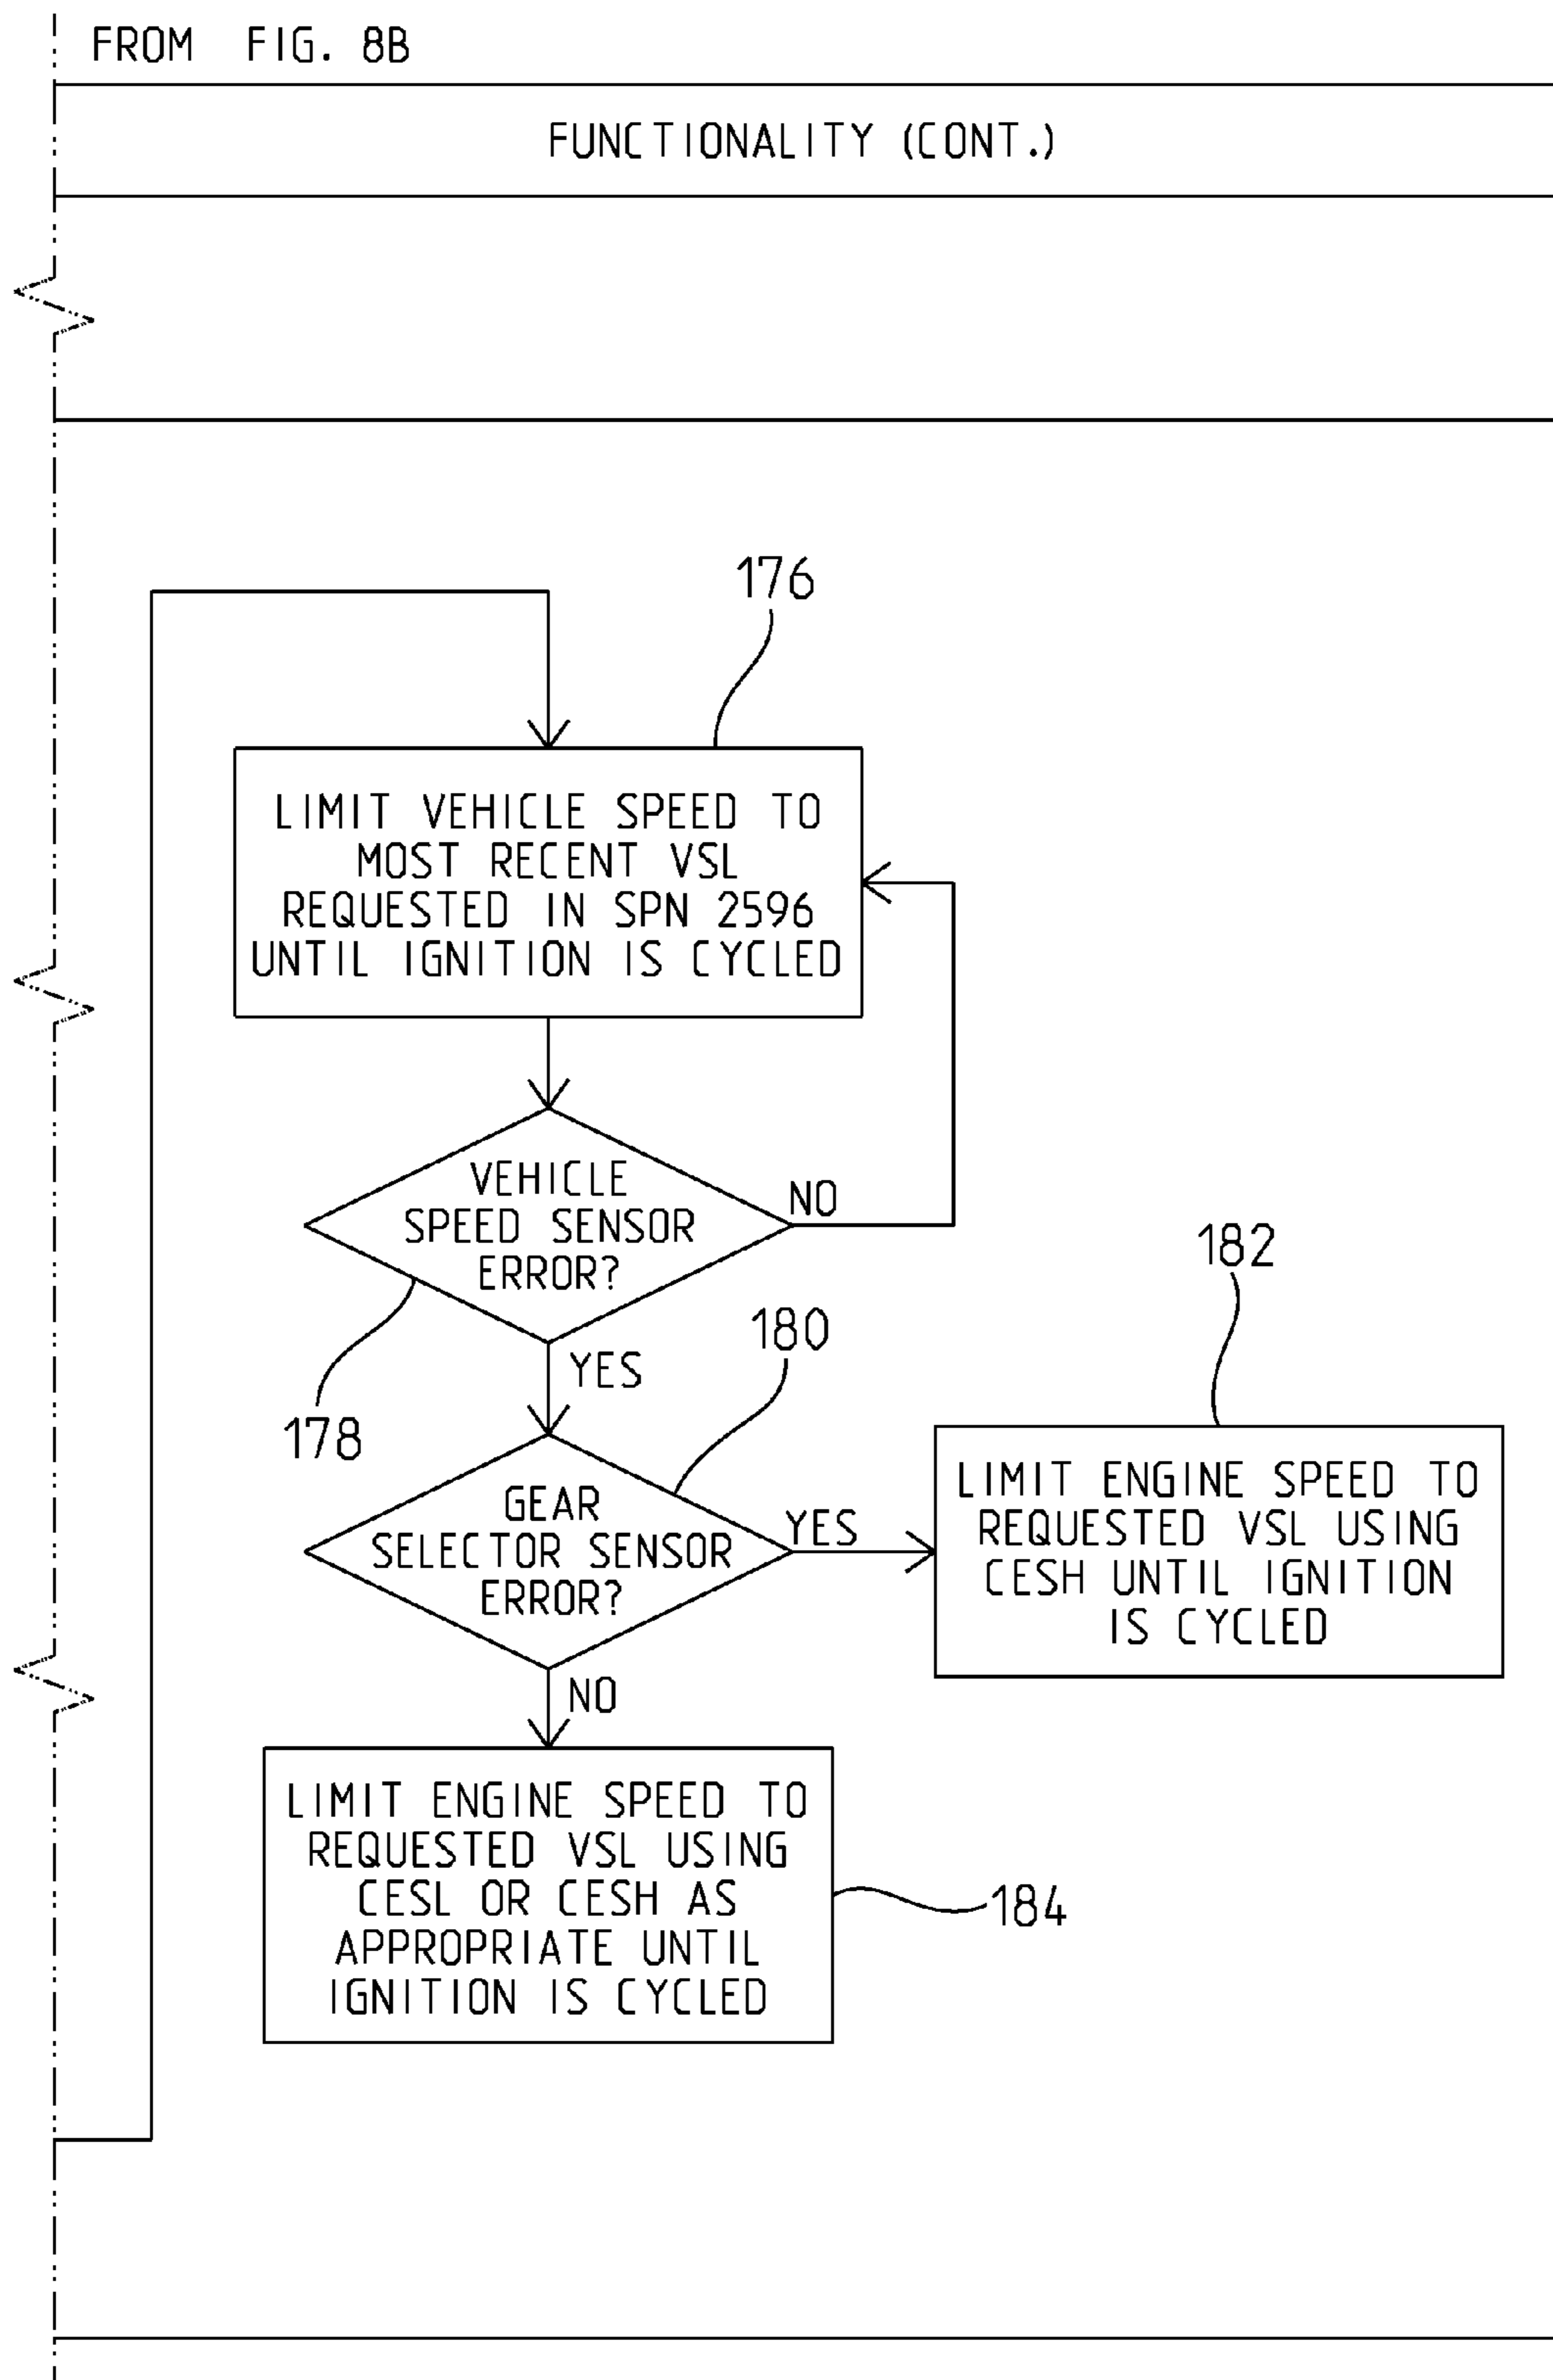 FROM FIG. 8B
FUNCTIONALITY (CONT.)
176
LIMIT VEHICLE SPEED TO
MOST RECENT VSL
REQUESTED IN SPN 2596
UNTIL IGNITION IS CYCLED
VEHICLE
SPEED SENSOR
ERROR?
NO
YES
178
180
182
GEAR
SELECTOR SENSOR
ERROR?
YES
NO
LIMIT ENGINE SPEED TO
REQUESTED VSL USING
CESH UNTIL IGNITION
IS CYCLED
LIMIT ENGINE SPEED TO
REQUESTED VSL USING
CESL OR CESH AS
APPROPRIATE UNTIL
IGNITION IS CYCLED
184